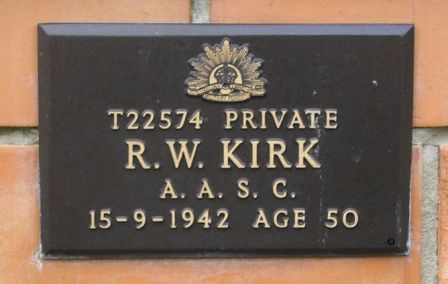 T22574 PRIVATE
R.W. KIRK
A. A. S. C.
15-9-1942 AGE 50